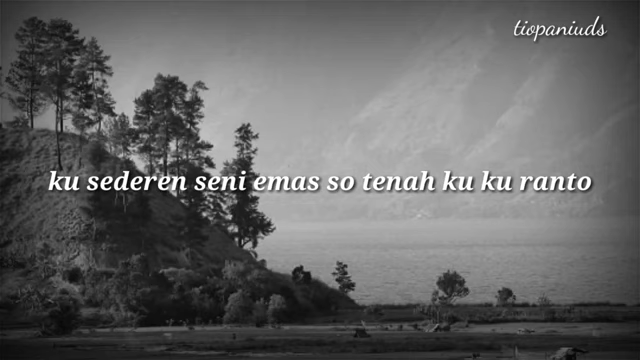 tiopaniuds
ku sederen seni emas so tenah ku ku ranto